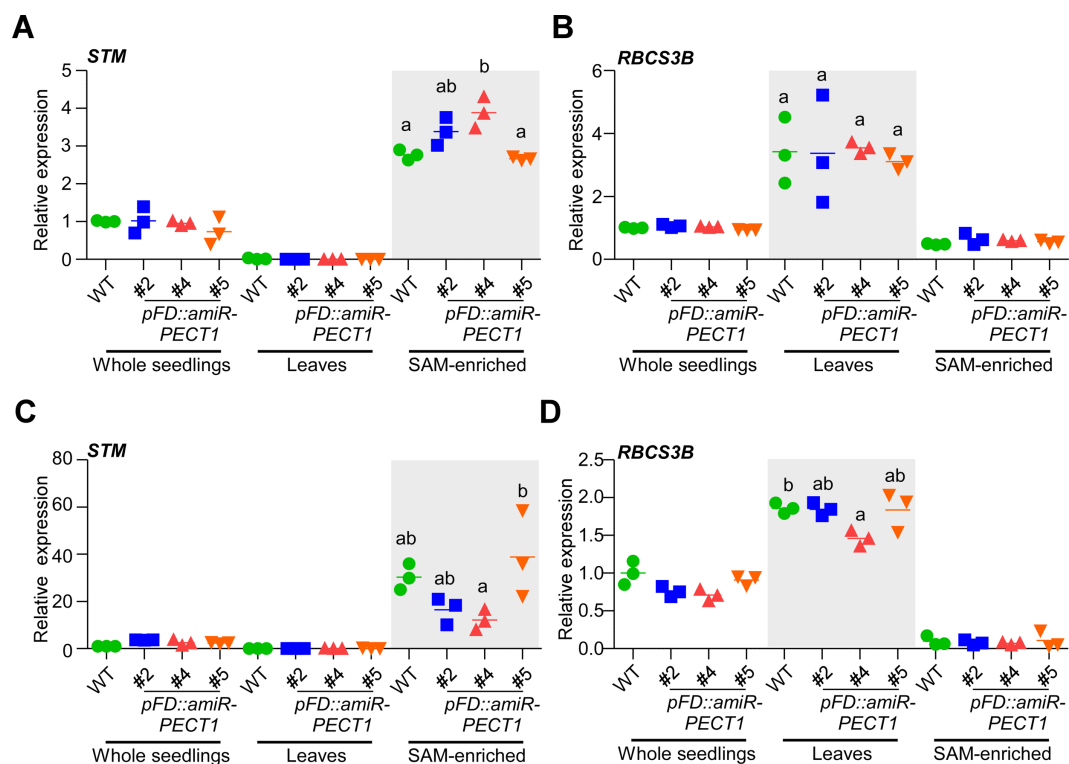 A
STM
Relative expression
5
4
3
2
1
0
a
ab
b
a
WT
#2
#4
#5
WT
#2
#4
#5
WT
#2
#4
#5
pFD::amiR-
PECT1
pFD::amiR-
PECT1
pFD::amiR-
PECT1
Whole seedlings
Leaves
SAM-enriched
B
RBCS3B
Relative expression
6
4
2
0
a
a
a
a
WT
#2
#4
#5
WT
#2
#4
#5
WT
#2
#4
#5
pFD::amiR-
PECT1
pFD::amiR-
PECT1
pFD::amiR-
PECT1
Whole seedlings
Leaves
SAM-enriched
C
STM
Relative expression
80
60
40
20
0
ab
ab
a
b
WT
#2
#4
#5
WT
#2
#4
#5
WT
#2
#4
#5
pFD::amiR-
PECT1
pFD::amiR-
PECT1
pFD::amiR-
PECT1
Whole seedlings
Leaves
SAM-enriched
D
RBCS3B
Relative expression
2.5
2.0
1.5
1.0
0.5
0.0
b
ab
a
ab
WT
#2
#4
#5
WT
#2
#4
#5
WT
#2
#4
#5
pFD::amiR-
PECT1
pFD::amiR-
PECT1
pFD::amiR-
PECT1
Whole seedlings
Leaves
SAM-enriched